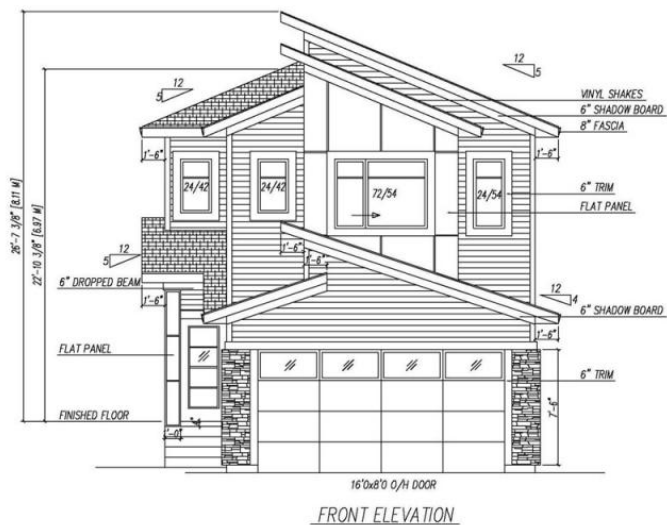 12
5
12
5
VINYL SHAKES
6" SHADOW BOARD
8" FASCIA
1'-6"
1'-6"
26'-7 3/8" [8.11 M]
22'-10 3/8" [6.97 M]
24/42
24/42
72/54
24/54
6" TRIM
FLAT PANEL
12
5
1'-6"
1'-6"
6" DROPPED BEAM
1'-6"
12
4
6" SHADOW BOARD
1'-6"
FLAT PANEL
6" TRIM
7'-6"
FINISHED FLOOR
1'-0"
16'0x8'0 O/H DOOR
FRONT ELEVATION